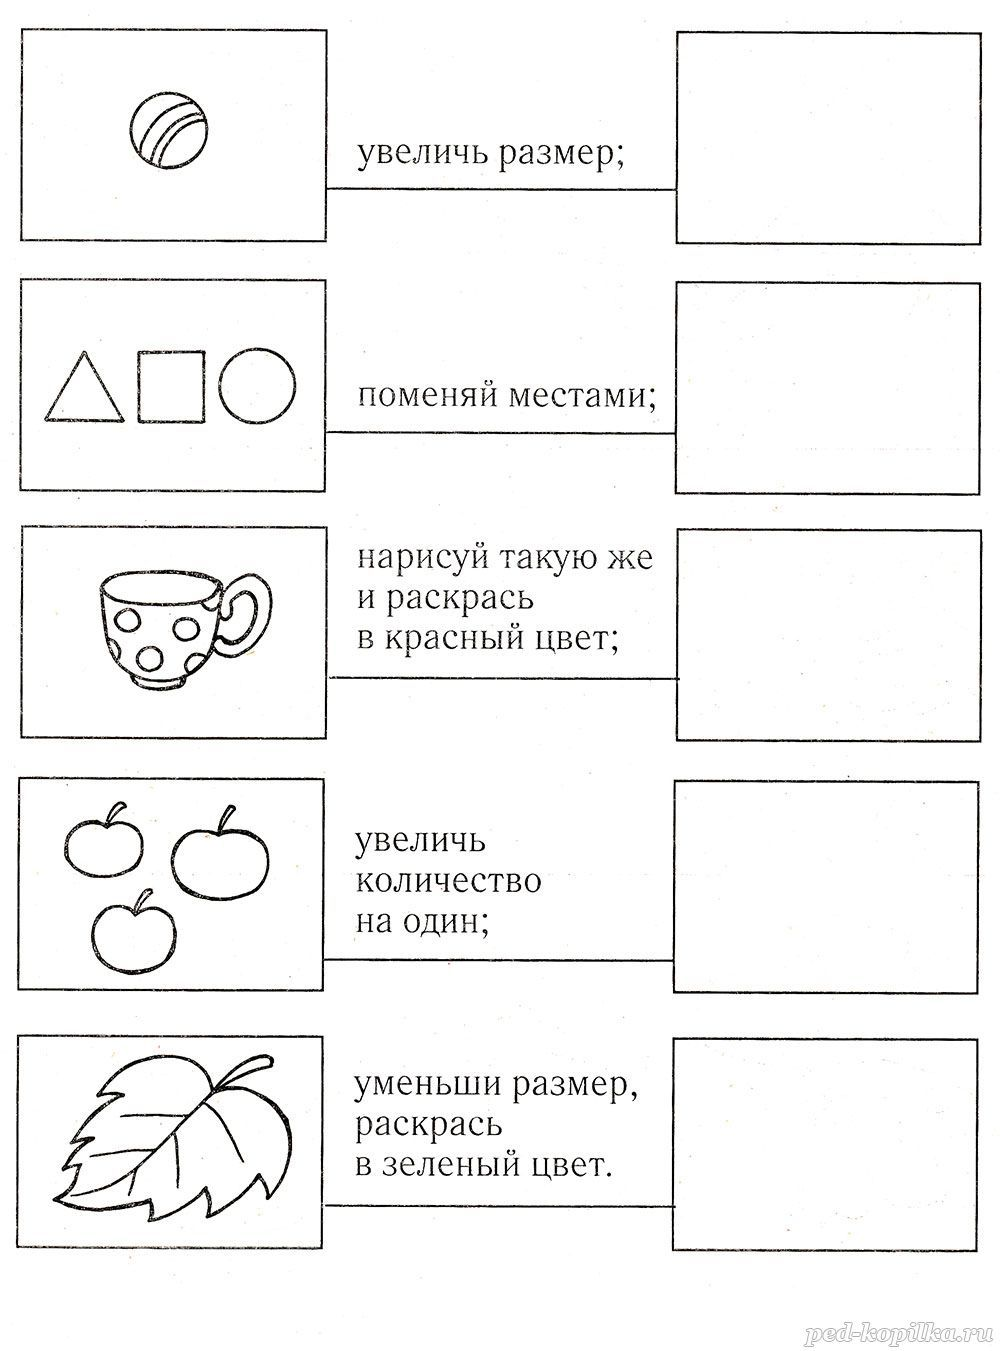 увеличь размер;
поменяй местами;
нарисуй такую же
и раскрась
в красный цвет;
увеличь
количество
на один;
уменьши размер,
раскрась
в зеленый цвет.
ped-kopilka.ru